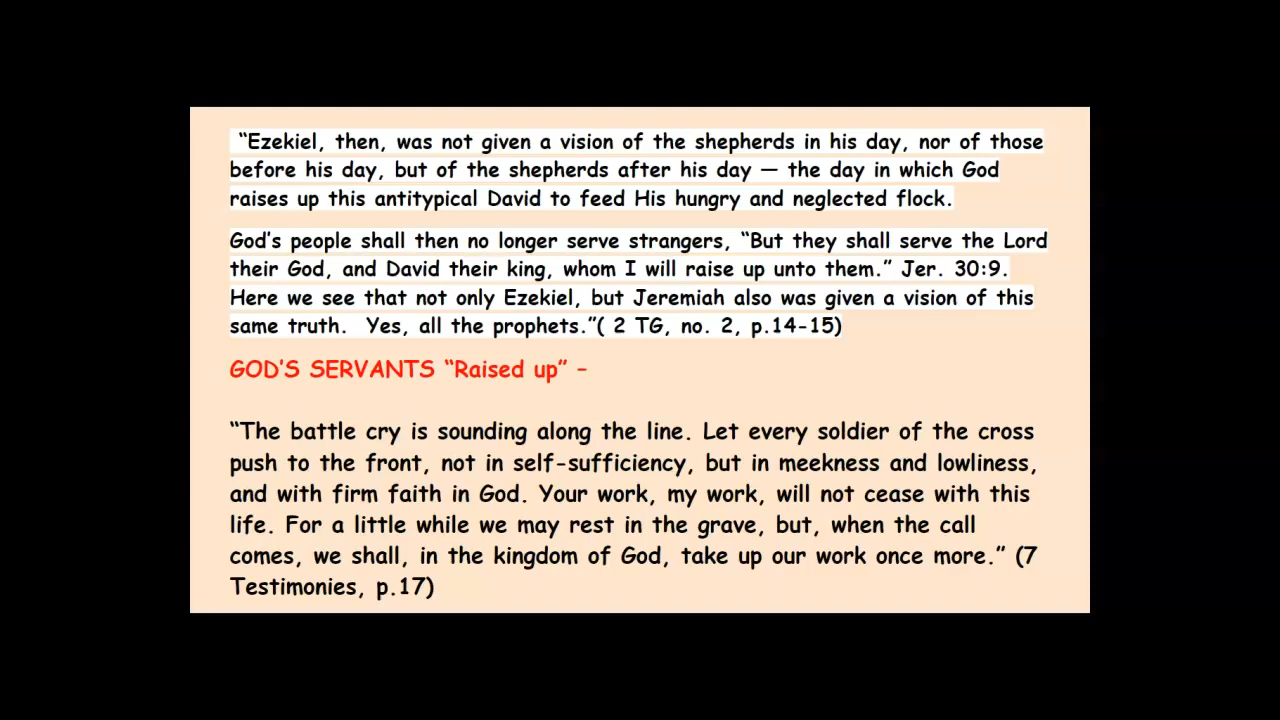 “Ezekiel, then, was not given a vision of the shepherds in his day, nor of those
before his day, but of the shepherds after his day — the day in which God
raises up this antitypical David to feed His hungry and neglected flock.
God’s people shall then no longer serve strangers, “But they shall serve the Lord
their God, and David their king, whom I will raise up unto them.” Jer. 30:9.
Here we see that not only Ezekiel, but Jeremiah also was given a vision of this
same truth.  Yes, all the prophets.”( 2 TG, no. 2, p.14-15)
GOD’S SERVANTS “Raised up” –
“The battle cry is sounding along the line. Let every soldier of the cross
push to the front, not in self-sufficiency, but in meekness and lowliness,
and with firm faith in God. Your work, my work, will not cease with this
life. For a little while we may rest in the grave, but, when the call
comes, we shall, in the kingdom of God, take up our work once more.” (7
Testimonies, p.17)